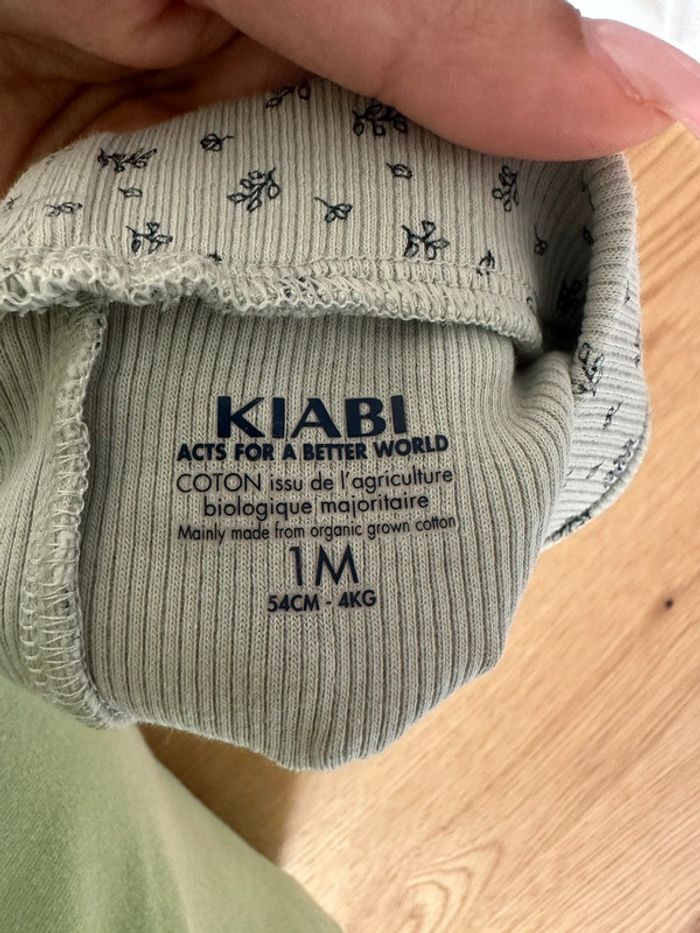 KIABI
ACTS FOR A BETTER WORLD
COTON issu de l'agriculture
biologique majoritaire
Mainly made from organic grown cotton
1M
54CM - 4KG